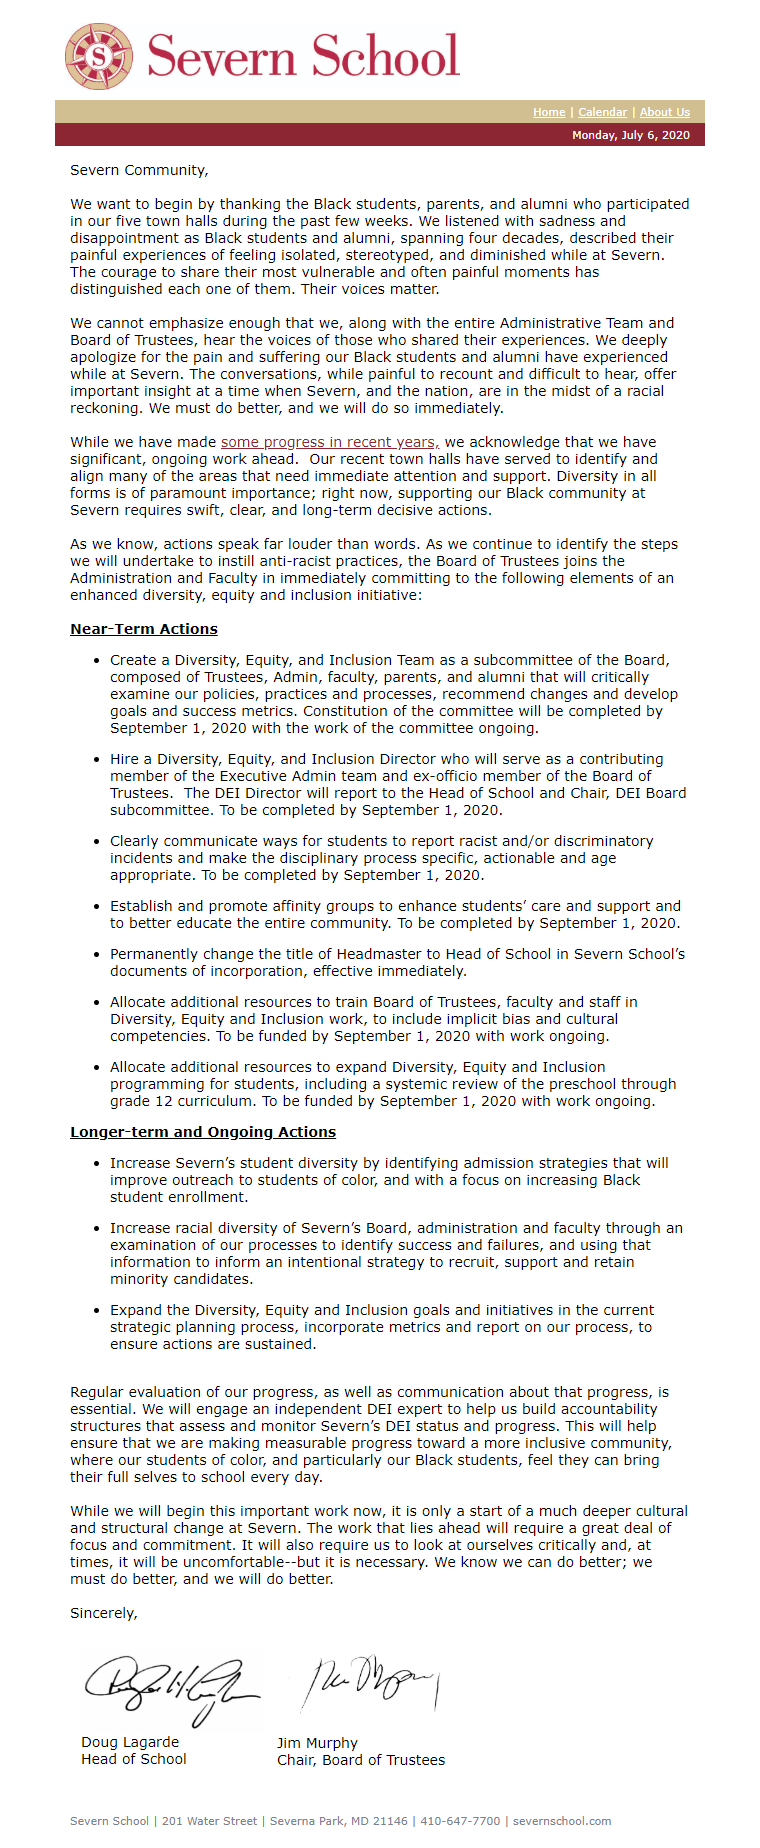 S
Severn School
Home | Calendar | About Us
Monday, July 6, 2020
Severn Community,
We want to begin by thanking the Black students, parents, and alumni who participated
in our five town halls during the past few weeks. We listened with sadness and
disappointment as Black students and alumni, spanning four decades, described their
painful experiences of feeling isolated, stereotyped, and diminished while at Severn.
The courage to share their most vulnerable and often painful moments has
distinguished each one of them. Their voices matter.
We cannot emphasize enough that we, along with the entire Administrative Team and
Board of Trustees, hear the voices of those who shared their experiences. We deeply
apologize for the pain and suffering our Black students and alumni have experienced
while at Severn. The conversations, while painful to recount and difficult to hear, offer
important insight at a time when Severn, and the nation, are in the midst of a racial
reckoning. We must do better, and we will do so immediately.
While we have made some progress in recent years, we acknowledge that we have
significant, ongoing work ahead.  Our recent town halls have served to identify and
align many of the areas that need immediate attention and support. Diversity in all
forms is of paramount importance; right now, supporting our Black community at
Severn requires swift, clear, and long-term decisive actions.
As we know, actions speak far louder than words. As we continue to identify the steps
we will undertake to instill anti-racist practices, the Board of Trustees joins the
Administration and Faculty in immediately committing to the following elements of an
enhanced diversity, equity and inclusion initiative:
Near-Term Actions
• Create a Diversity, Equity, and Inclusion Team as a subcommittee of the Board,
composed of Trustees, Admin, faculty, parents, and alumni that will critically
examine our policies, practices and processes, recommend changes and develop
goals and success metrics. Constitution of the committee will be completed by
September 1, 2020 with the work of the committee ongoing.
• Hire a Diversity, Equity, and Inclusion Director who will serve as a contributing
member of the Executive Admin team and ex-officio member of the Board of
Trustees.  The DEI Director will report to the Head of School and Chair, DEI Board
subcommittee. To be completed by September 1, 2020.
• Clearly communicate ways for students to report racist and/or discriminatory
incidents and make the disciplinary process specific, actionable and age
appropriate. To be completed by September 1, 2020.
• Establish and promote affinity groups to enhance students’ care and support and
to better educate the entire community. To be completed by September 1, 2020.
• Permanently change the title of Headmaster to Head of School in Severn School’s
documents of incorporation, effective immediately.
• Allocate additional resources to train Board of Trustees, faculty and staff in
Diversity, Equity and Inclusion work, to include implicit bias and cultural
competencies. To be funded by September 1, 2020 with work ongoing.
• Allocate additional resources to expand Diversity, Equity and Inclusion
programming for students, including a systemic review of the preschool through
grade 12 curriculum. To be funded by September 1, 2020 with work ongoing.
Longer-term and Ongoing Actions
• Increase Severn’s student diversity by identifying admission strategies that will
improve outreach to students of color, and with a focus on increasing Black
student enrollment.
• Increase racial diversity of Severn’s Board, administration and faculty through an
examination of our processes to identify success and failures, and using that
information to inform an intentional strategy to recruit, support and retain
minority candidates.
• Expand the Diversity, Equity and Inclusion goals and initiatives in the current
strategic planning process, incorporate metrics and report on our process, to
ensure actions are sustained.
Regular evaluation of our progress, as well as communication about that progress, is
essential. We will engage an independent DEI expert to help us build accountability
structures that assess and monitor Severn’s DEI status and progress. This will help
ensure that we are making measurable progress toward a more inclusive community,
where our students of color, and particularly our Black students, feel they can bring
their full selves to school every day.
While we will begin this important work now, it is only a start of a much deeper cultural
and structural change at Severn. The work that lies ahead will require a great deal of
focus and commitment. It will also require us to look at ourselves critically and, at
times, it will be uncomfortable--but it is necessary. We know we can do better; we
must do better, and we will do better.
Sincerely,
Doug Lagarde
Head of School
Jim Murphy
Chair, Board of Trustees
Severn School | 201 Water Street | Severna Park, MD 21146 | 410-647-7700 | severnschool.com